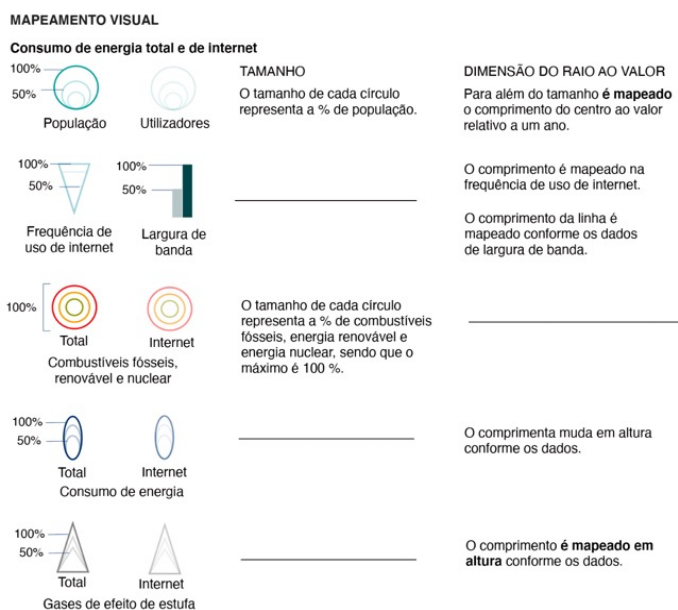 MAPEAMENTO VISUAL
Consumo de energia total e de internet
100%
50%
População
Utilizadores
TAMANHO
O tamanho de cada círculo
representa a % de população.
DIMENSÃO DO RAIO AO VALOR
Para além do tamanho é mapeado
o comprimento do centro ao valor
relativo a um ano.
100%
50%
Frequência de
uso de internet
100%
50%
Largura de
banda
O comprimento é mapeado na
frequência de uso de internet.
O comprimento da linha é
mapeado conforme os dados
de largura de banda.
100%
Total
Internet
Combustíveis fósseis,
renovável e nuclear
O tamanho de cada círculo
representa a % de combustíveis
fósseis, energia renovável e
energia nuclear, sendo que o
máximo é 100 %.
100%
50%
Total
Internet
Consumo de energia
O comprimenta muda em altura
conforme os dados.
100%
50%
Total
Internet
Gases de efeito de estufa
O comprimento é mapeado em
altura conforme os dados.